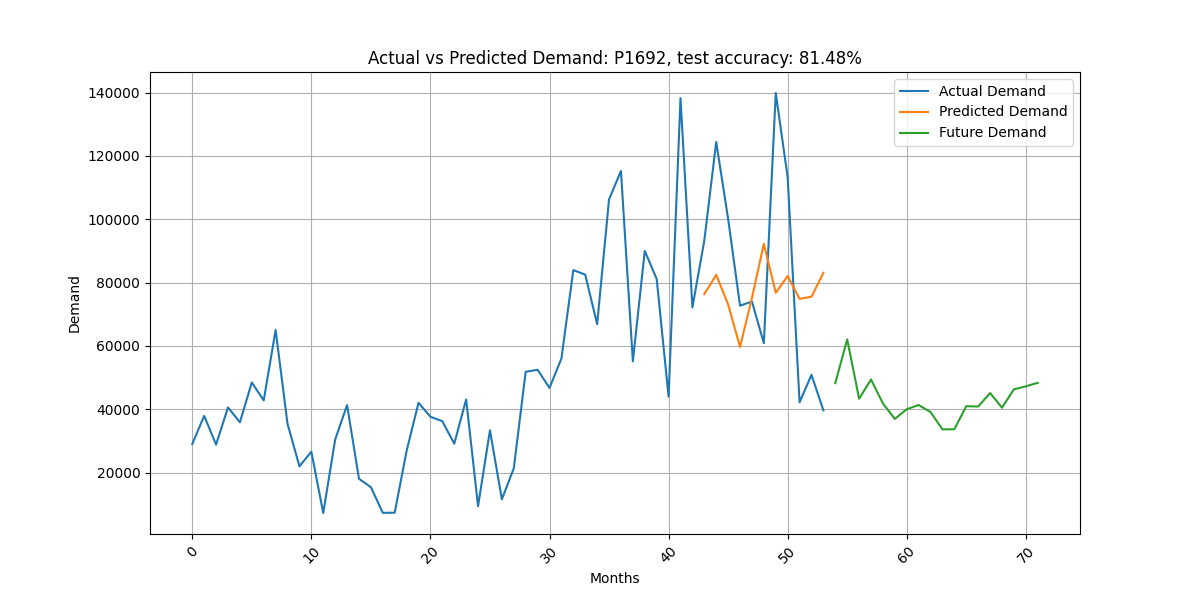 Actual vs Predicted Demand: P1692, test accuracy: 81.48%
Actual Demand
Predicted Demand
Future Demand
Demand
140000
120000
100000
80000
60000
40000
20000
0
10
20
30
40
50
60
70
Months